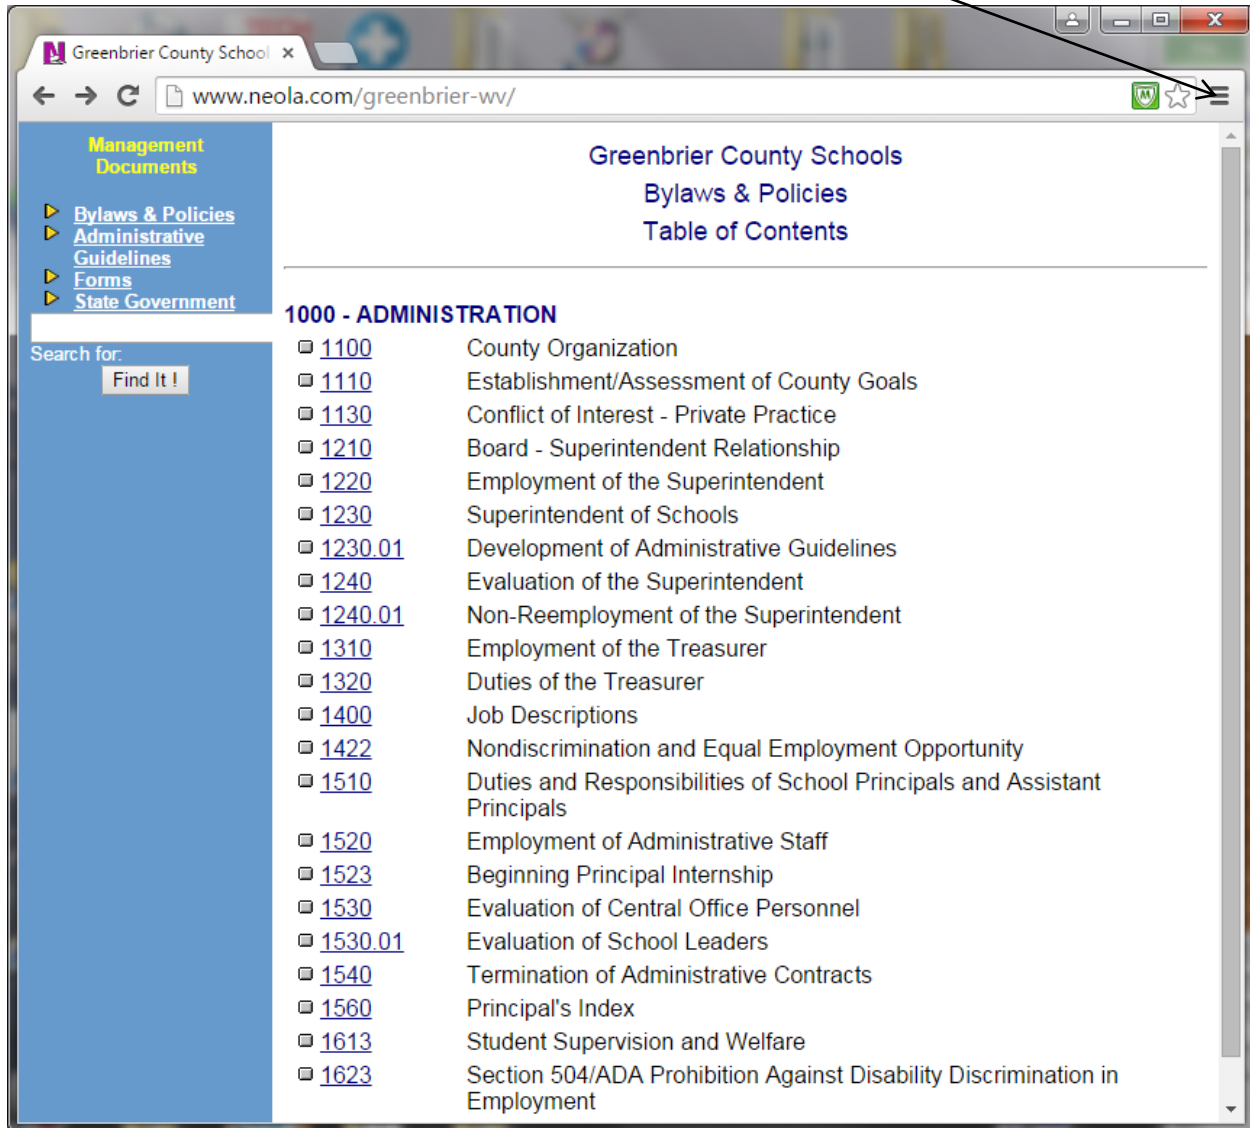 Greenbrier County School
www.neola.com/greenbrier-wv/
Management
Documents
Bylaws & Policies
Administrative
Guidelines
Forms
State Government
Search for:
Find It !
Greenbrier County Schools
Bylaws & Policies
Table of Contents
1000 - ADMINISTRATION
1100 County Organization
1110 Establishment/Assessment of County Goals
1130 Conflict of Interest - Private Practice
1210 Board - Superintendent Relationship
1220 Employment of the Superintendent
1230 Superintendent of Schools
1230.01 Development of Administrative Guidelines
1240 Evaluation of the Superintendent
1240.01 Non-Reemployment of the Superintendent
1310 Employment of the Treasurer
1320 Duties of the Treasurer
1400 Job Descriptions
1422 Nondiscrimination and Equal Employment Opportunity
1510 Duties and Responsibilities of School Principals and Assistant
Principals
1520 Employment of Administrative Staff
1523 Beginning Principal Internship
1530 Evaluation of Central Office Personnel
1530.01 Evaluation of School Leaders
1540 Termination of Administrative Contracts
1560 Principal's Index
1613 Student Supervision and Welfare
1623 Section 504/ADA Prohibition Against Disability Discrimination in
Employment